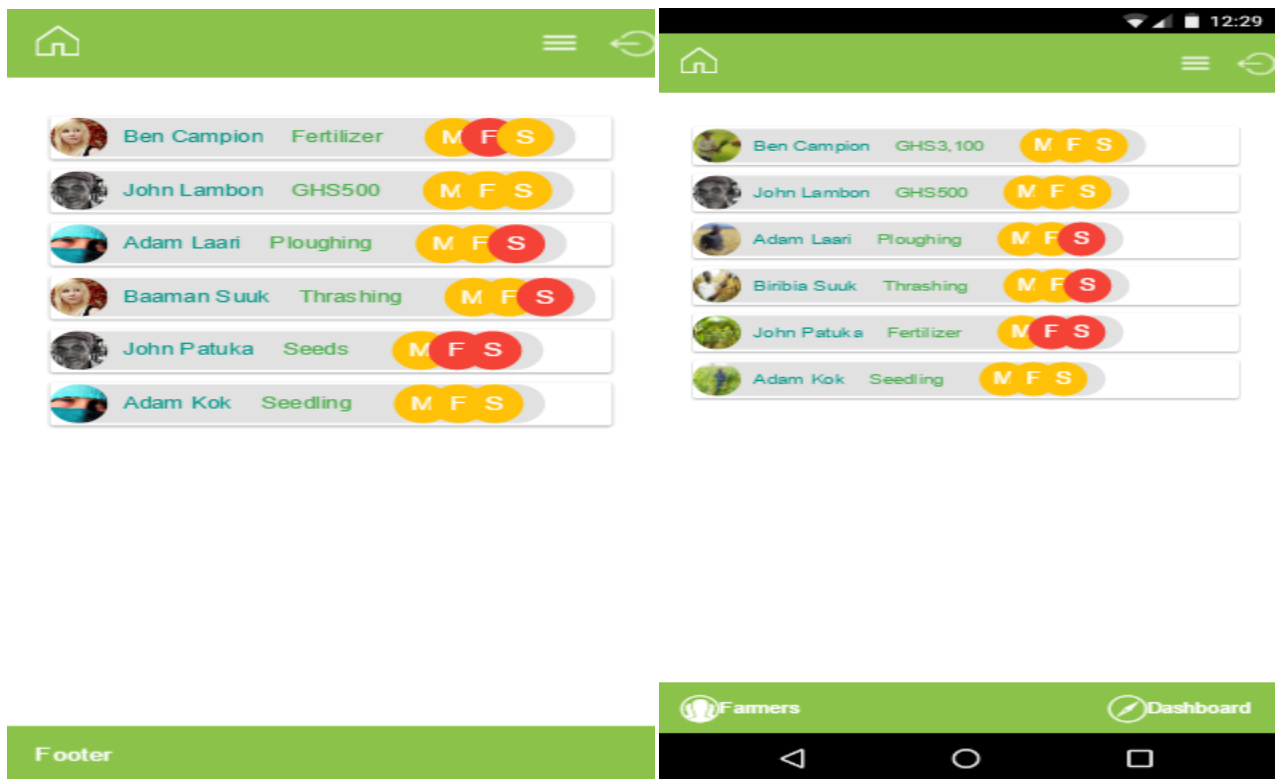 Ben Campion Fertilizer M F S
John Lambon GHS500 M F S
Adam Laari Ploughing M F S
Baaman Suuk Thrashing M F S
John Patuka Seeds M F S
Adam Kok Seedling M F S
Footer
12:29
Ben Campion GHS3,100 M F S
John Lambon GHS500 M F S
Adam Laari Ploughing M F S
Biribia Suuk Thrashing M F S
John Patuka Fertilizer M F S
Adam Kok Seedling M F S
Farmers Dashboard